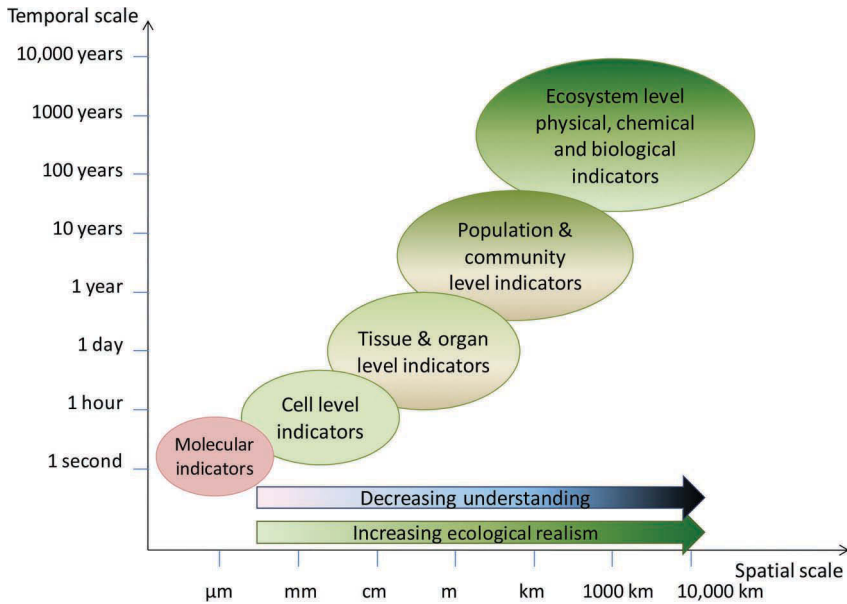 Temporal scale
10,000 years
1000 years
100 years
10 years
1 year
1 day
1 hour
1 second
Ecosystem level
physical, chemical
and biological
indicators
Population &
community
level indicators
Tissue & organ
level indicators
Cell level
indicators
Molecular
indicators
Decreasing understanding
Increasing ecological realism
Spatial scale
µm
mm
cm
m
km
1000 km
10,000 km